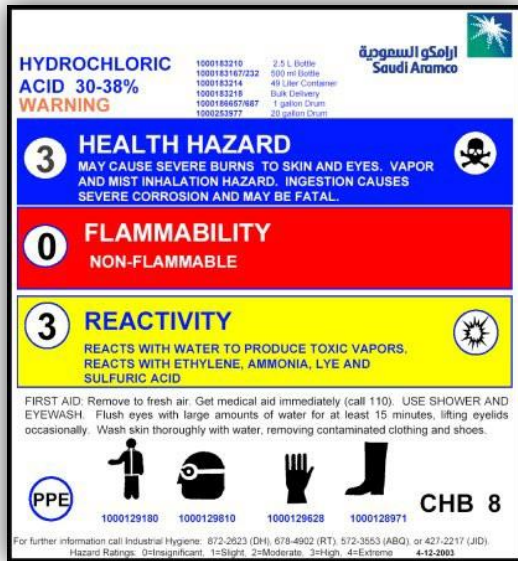 HYDROCHLORIC
ACID 30-38%
WARNING
1000183210 2.5 L Bottle
1000183167/232 500 ml Bottle
1000183214 49 Liter Container
1000183218 Bulk Delivery
1000186657/687 1 gallon Drum
1000253977 20 gallon Drum
ارامكو السعودية
Saudi Aramco
3 HEALTH HAZARD
MAY CAUSE SEVERE BURNS TO SKIN AND EYES. VAPOR
AND MIST INHALATION HAZARD. INGESTION CAUSES
SEVERE CORROSION AND MAY BE FATAL.
0 FLAMMABILITY
NON-FLAMMABLE
3 REACTIVITY
REACTS WITH WATER TO PRODUCE TOXIC VAPORS.
REACTS WITH ETHYLENE, AMMONIA, LYE AND
SULFURIC ACID
FIRST AID: Remove to fresh air. Get medical aid immediately (call 110). USE SHOWER AND
EYEWASH. Flush eyes with large amounts of water for at least 15 minutes, lifting eyelids
occasionally. Wash skin thoroughly with water, removing contaminated clothing and shoes.
PPE
1000129180 1000129810 1000129628 1000128971
CHB 8
For further information call Industrial Hygiene: 872-2623 (DH), 678-4902 (RT), 572-3553 (ABQ), or 427-2217 (JID).
Hazard Ratings: 0=Insignificant, 1=Slight, 2=Moderate, 3=High, 4=Extreme 4-12-2003